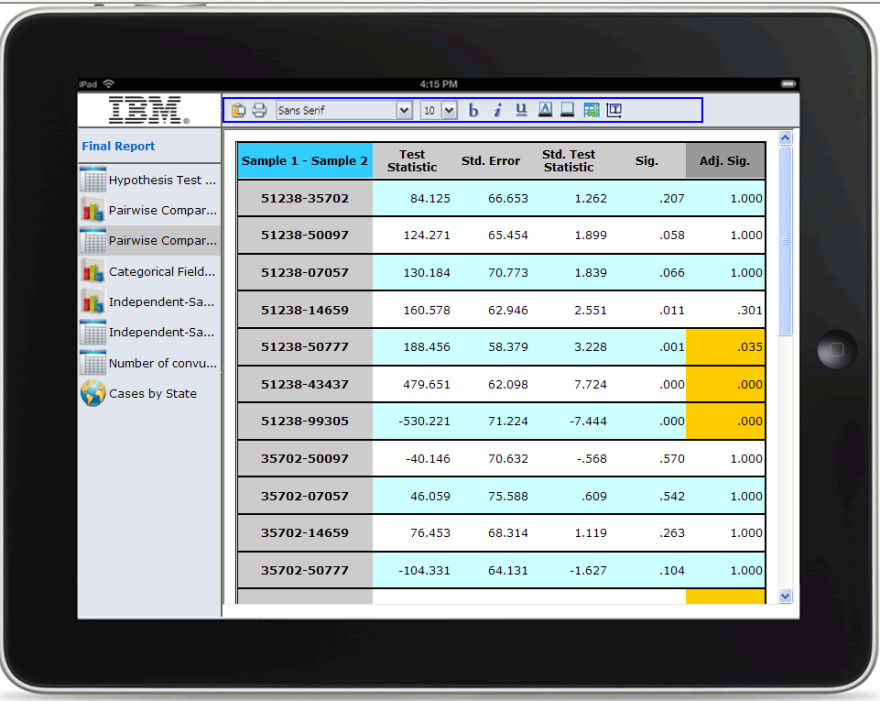 iPad 4:15 PM
IBM®
Sans Serif 10 b i u A T
Final Report
Hypothesis Test ...
Pairwise Compar...
Pairwise Compar...
Categorical Field...
Independent-Sa...
Independent-Sa...
Number of convu...
Cases by State
Sample 1 - Sample 2 Test Statistic Std. Error Std. Test Statistic Sig. Adj. Sig.
51238-35702 84.125 66.653 1.262 .207 1.000
51238-50097 124.271 65.454 1.899 .058 1.000
51238-07057 130.184 70.773 1.839 .066 1.000
51238-14659 160.578 62.946 2.551 .011 .301
51238-50777 188.456 58.379 3.228 .001 .035
51238-43437 479.651 62.098 7.724 .000 .000
51238-99305 -530.221 71.224 -7.444 .000 .000
35702-50097 -40.146 70.632 -.568 .570 1.000
35702-07057 46.059 75.588 .609 .542 1.000
35702-14659 76.453 68.314 1.119 .263 1.000
35702-50777 -104.331 64.131 -1.627 .104 1.000